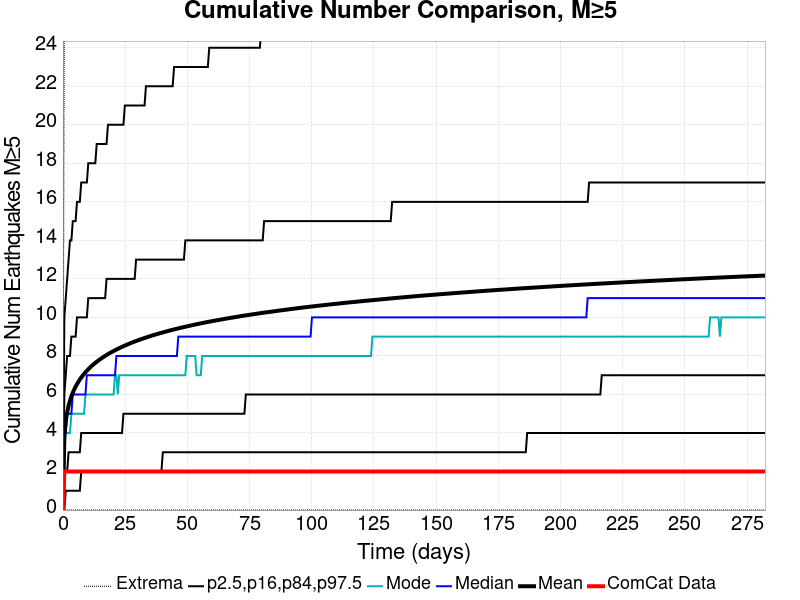 Cumulative Number Comparison, M≥5
Cumulative Num Earthquakes M≥5
24
22
20
18
16
14
12
10
8
6
4
2
0
0 25 50 75 100 125 150 175 200 225 250 275
Time (days)
Extrema p2.5,p16,p84,p97.5 Mode Median Mean ComCat Data